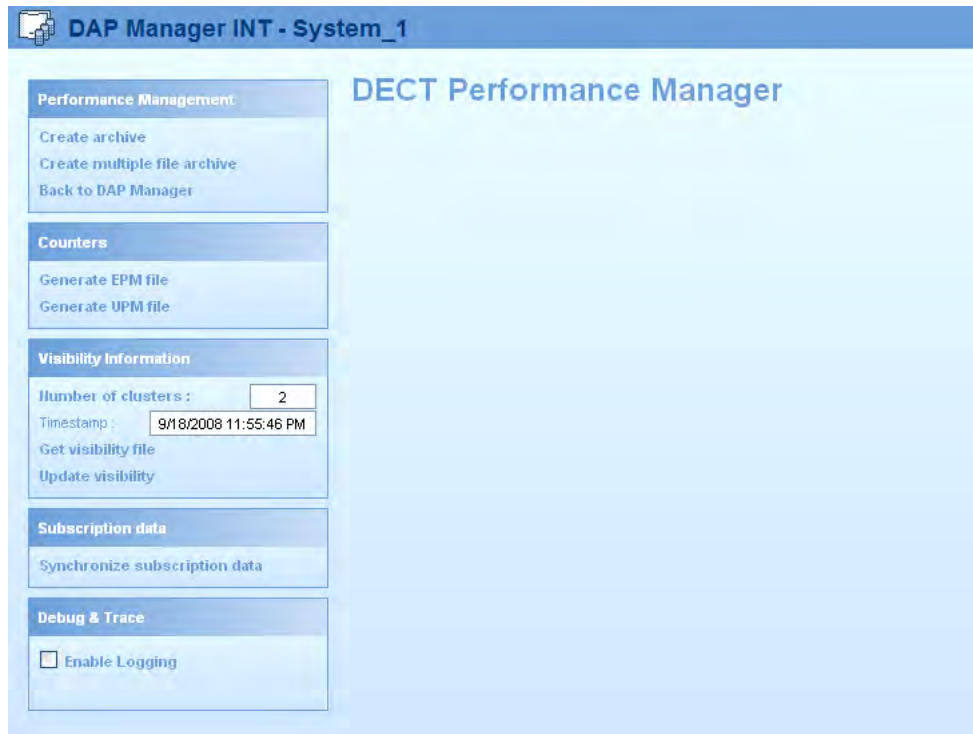 DAP Manager INT - System_1
DECT Performance Manager
Performance Management
Create archive
Create multiple file archive
Back to DAP Manager
Counters
Generate EPM file
Generate UPM file
Visibility Information
Number of clusters : 2
Timestamp : 9/18/2008 11:55:46 PM
Get visibility file
Update visibility
Subscription data
Synchronize subscription data
Debug & Trace
Enable Logging